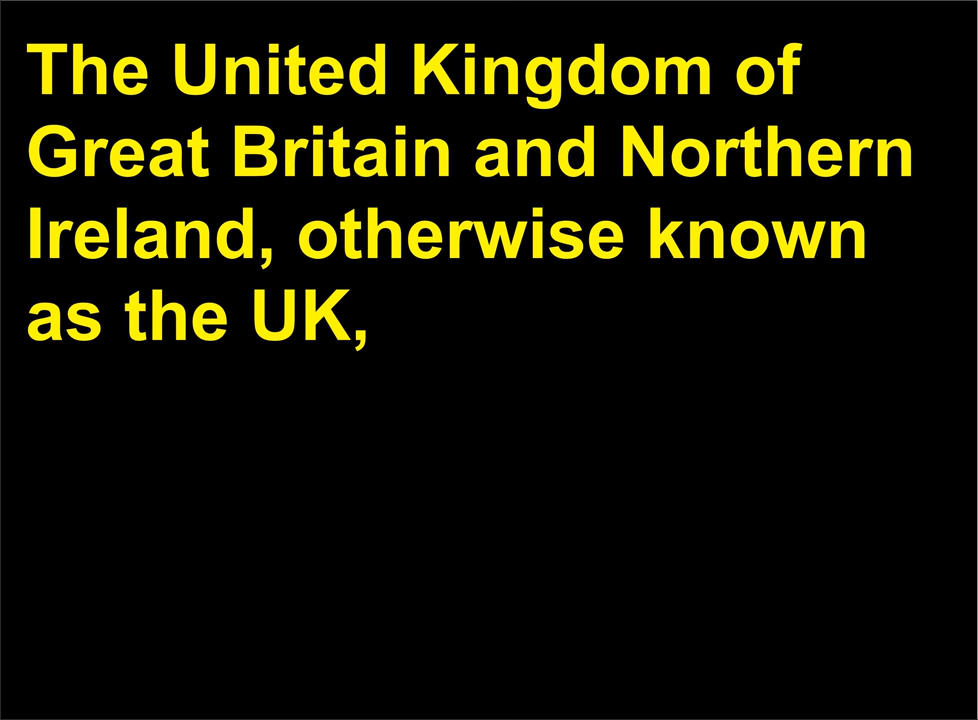 The United Kingdom of
Great Britain and Northern
Ireland, otherwise known
as the UK,